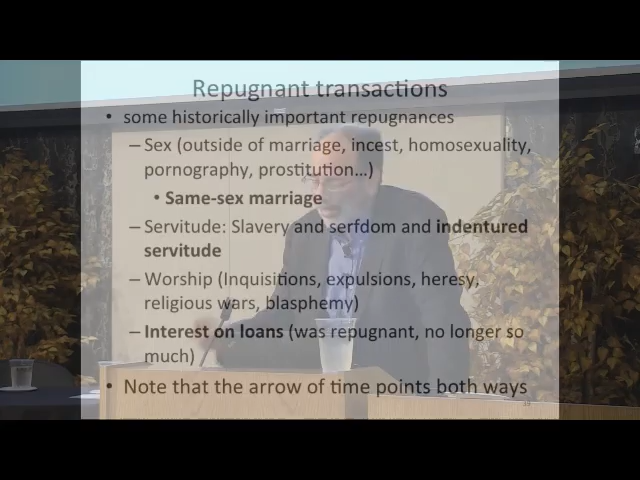 Repugnant transactions
• some historically important repugnances
– Sex (outside of marriage, incest, homosexuality,
pornography, prostitution…)
• Same-sex marriage
– Servitude: Slavery and serfdom and indentured
servitude
– Worship (Inquisitions, expulsions, heresy,
religious wars, blasphemy)
– Interest on loans (was repugnant, no longer so
much)
• Note that the arrow of time points both ways